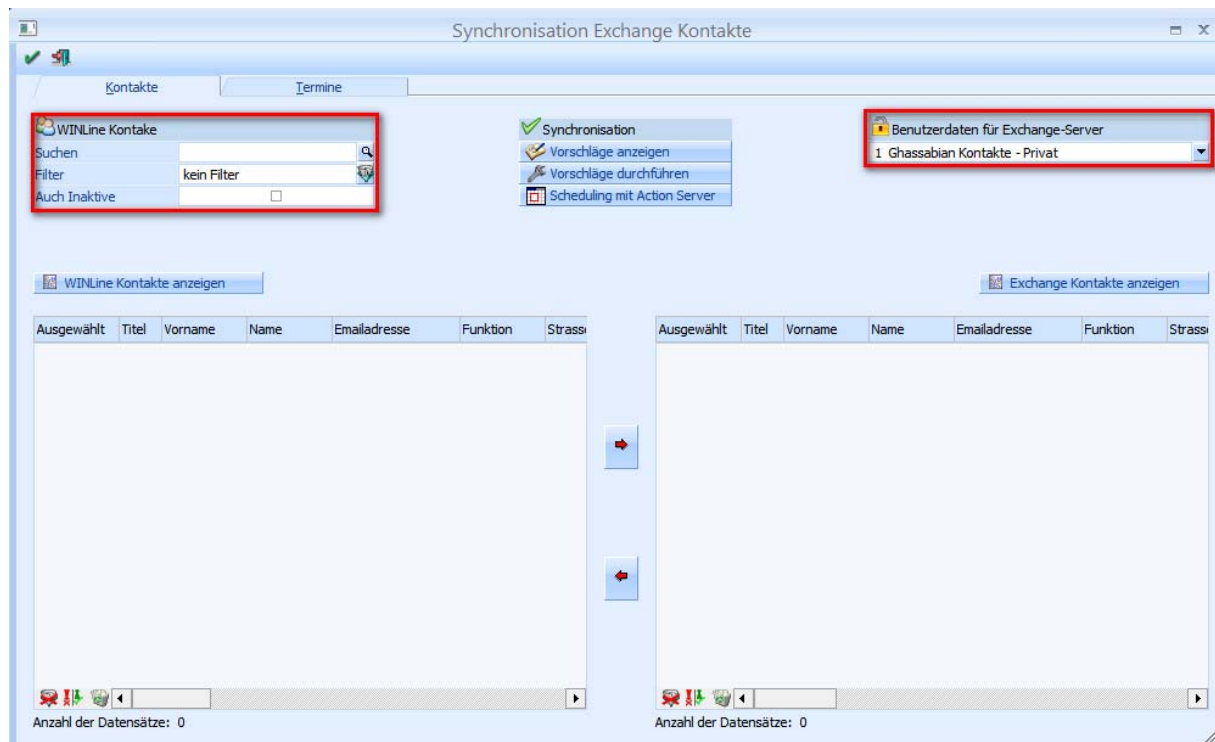 Synchronisation Exchange Kontakte
Kontakte
Termine
WINLine Kontake
Suchen
Filter
kein Filter
Auch Inaktive
Synchronisation
Vorschläge anzeigen
Vorschläge durchführen
Scheduling mit Action Server
Benutzerdaten für Exchange-Server
1 Ghassabian Kontakte - Privat
WINLine Kontakte anzeigen
Exchange Kontakte anzeigen
Ausgewählt Titel Vorname Name Emailadresse Funktion Strasse
Ausgewählt Titel Vorname Name Emailadresse Funktion Strasse
Anzahl der Datensätze: 0
Anzahl der Datensätze: 0